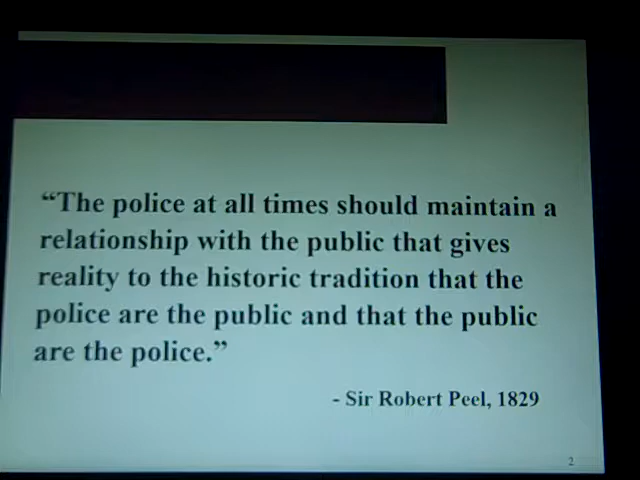 “The police at all times should maintain a
relationship with the public that gives
reality to the historic tradition that the
police are the public and that the public
are the police.”
- Sir Robert Peel, 1829
2